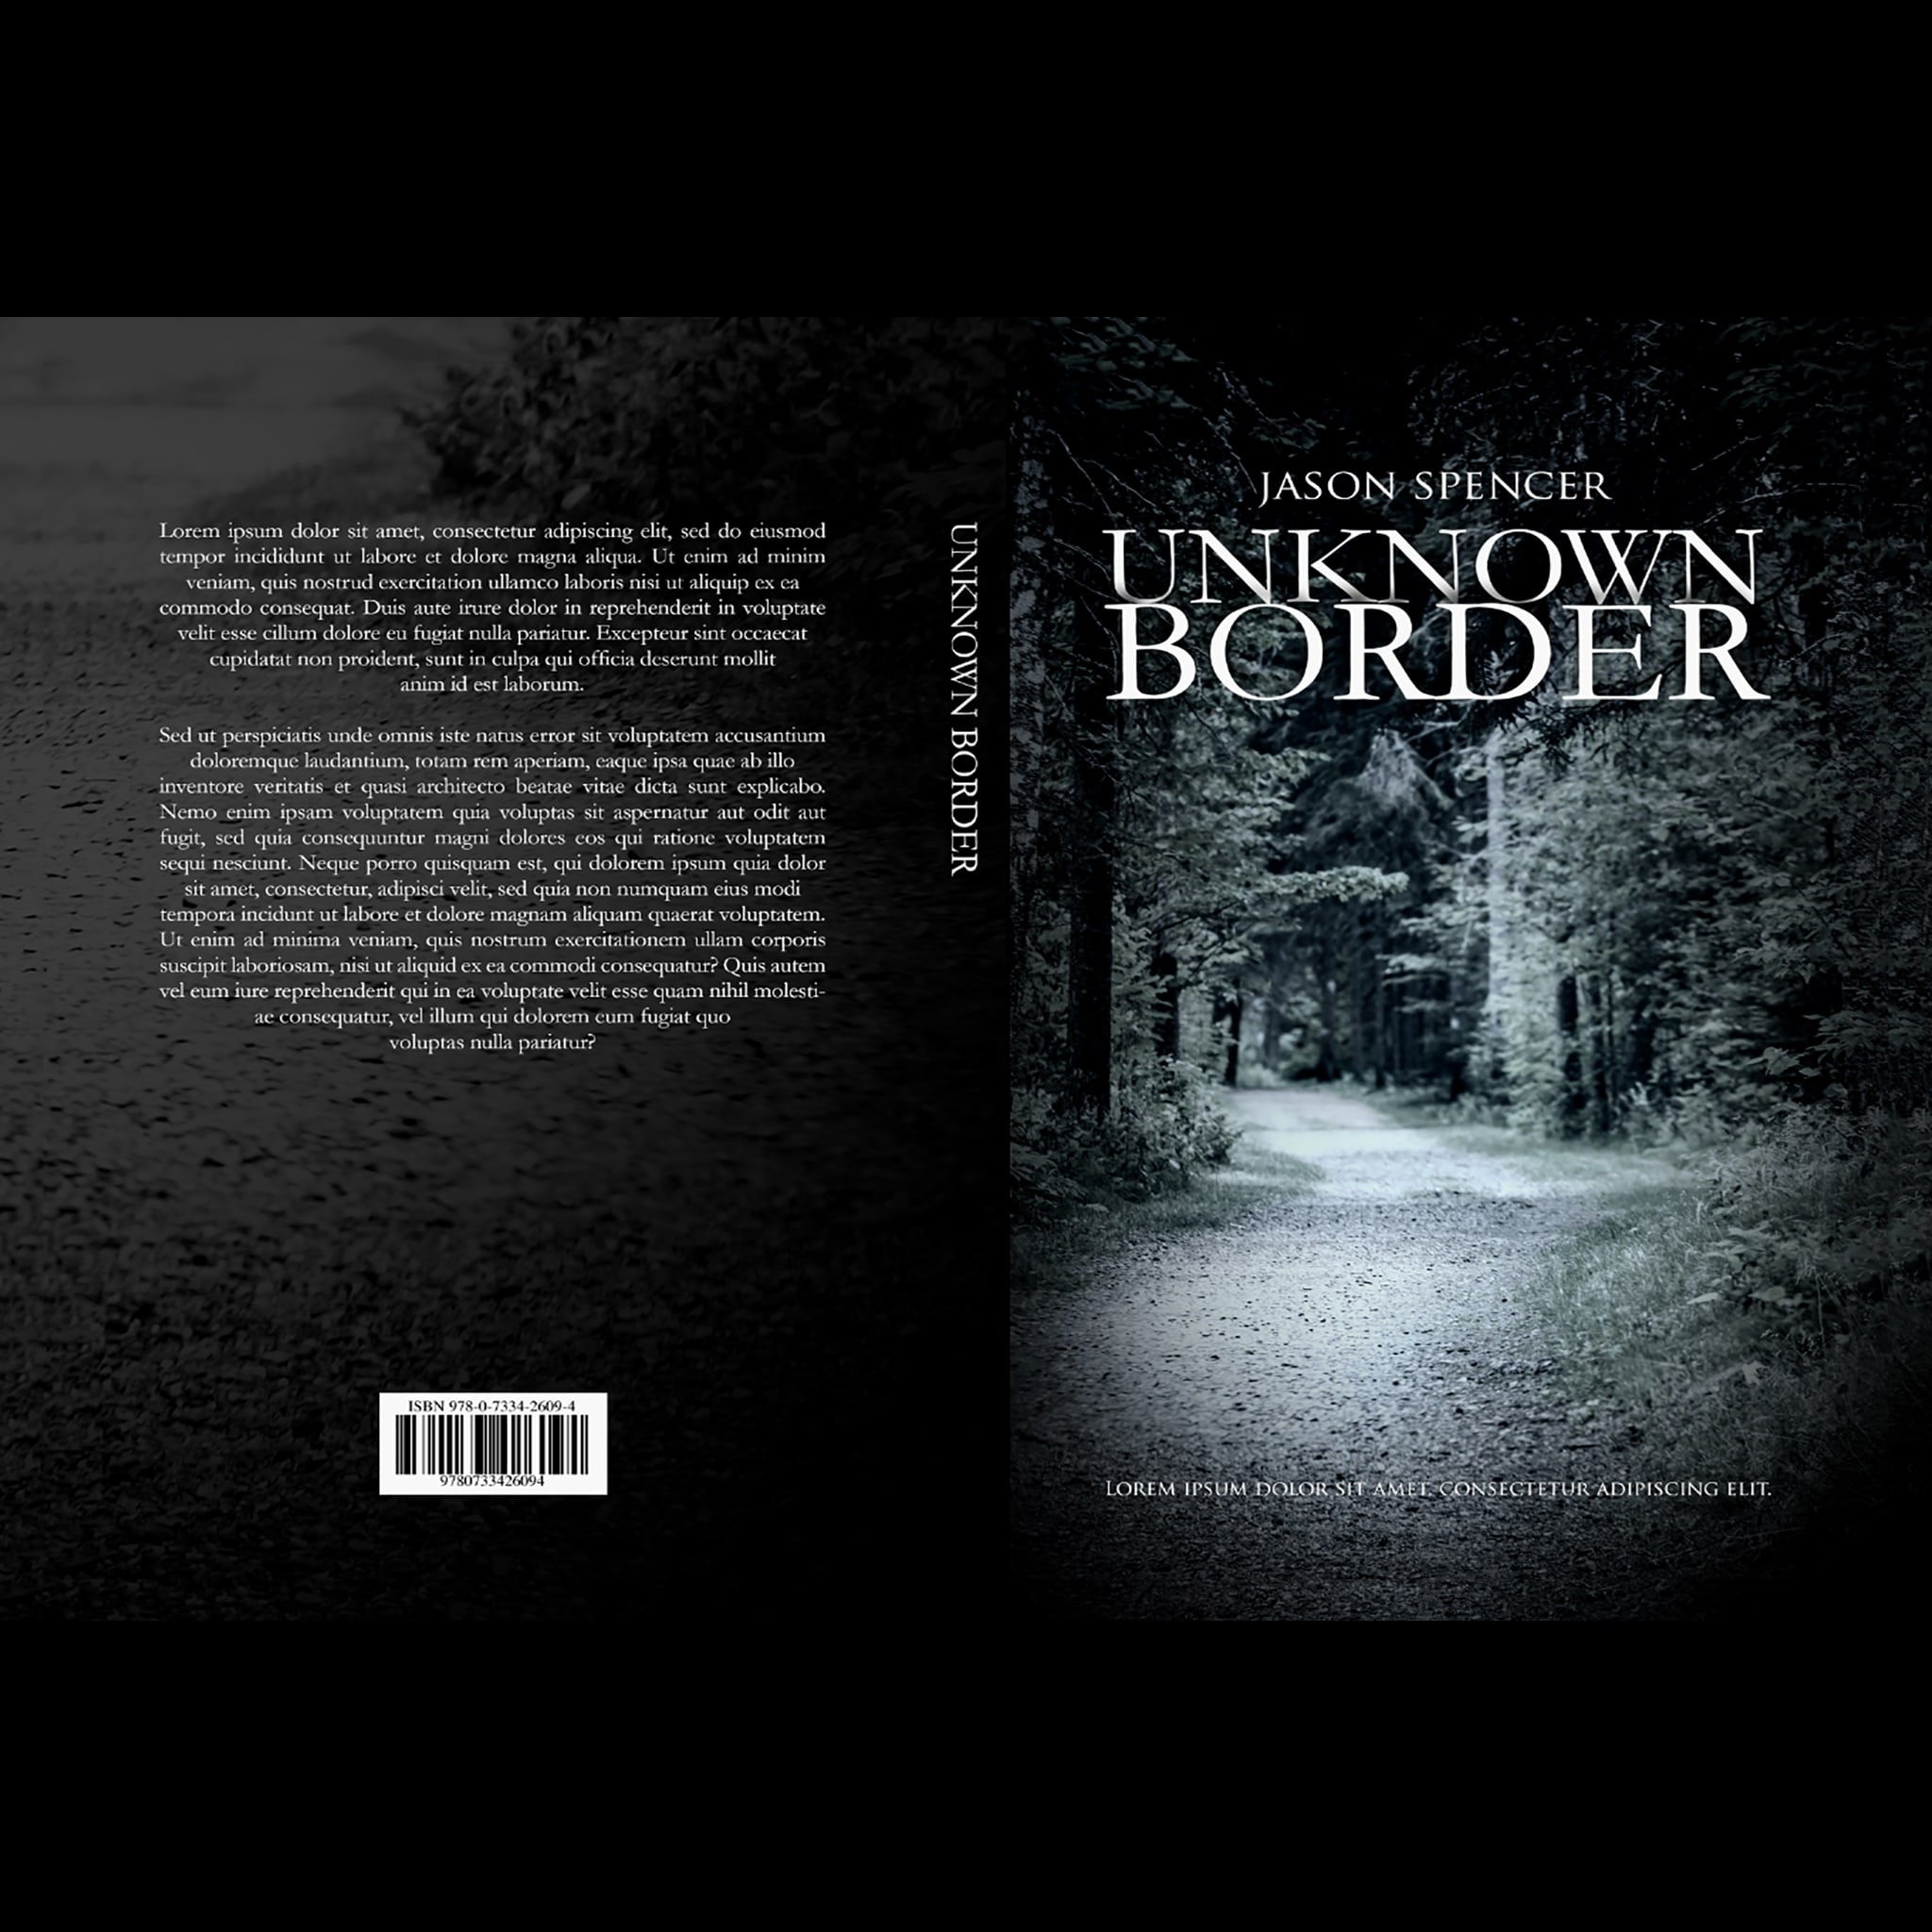 Lorem ipsum dolor sit amet, consectetur adipiscing elit, sed do eiusmod
tempor incididunt ut labore et dolore magna aliqua. Ut enim ad minim
veniam, quis nostrud exercitation ullamco laboris nisi ut aliquip ex ea
commodo consequat. Duis aute irure dolor in reprehenderit in voluptate
velit esse cillum dolore eu fugiat nulla pariatur. Excepteur sint occaecat
cupidatat non proident, sunt in culpa qui officia deserunt mollit
anim id est laborum.
Sed ut perspiciatis unde omnis iste natus error sit voluptatem accusantium
doloremque laudantium, totam rem aperiam, eaque ipsa quae ab illo
inventore veritatis et quasi architecto beatae vitae dicta sunt explicabo.
Nemo enim ipsam voluptatem quia voluptas sit aspernatur aut odit aut
fugit, sed quia consequuntur magni dolores eos qui ratione voluptatem
sequi nesciunt. Neque porro quisquam est, qui dolorem ipsum quia dolor
sit amet, consectetur, adipisci velit, sed quia non numquam eius modi
tempora incidunt ut labore et dolore magnam aliquam quaerat voluptatem.
Ut enim ad minima veniam, quis nostrum exercitationem ullam corporis
suscipit laboriosam, nisi ut aliquid ex ea commodi consequatur? Quis autem
vel eum iure reprehenderit qui in ea voluptate velit esse quam nihil molesti-
ae consequatur, vel illum qui dolorem eum fugiat quo
voluptas nulla pariatur?
ISBN 978-0-7334-2609-4
9780733426094
UNKNOWN BORDER
JASON SPENCER
UNKNOWN
BORDER
LOREM IPSUM DOLOR SIT AMET, CONSECTETUR ADIPISCING ELIT.